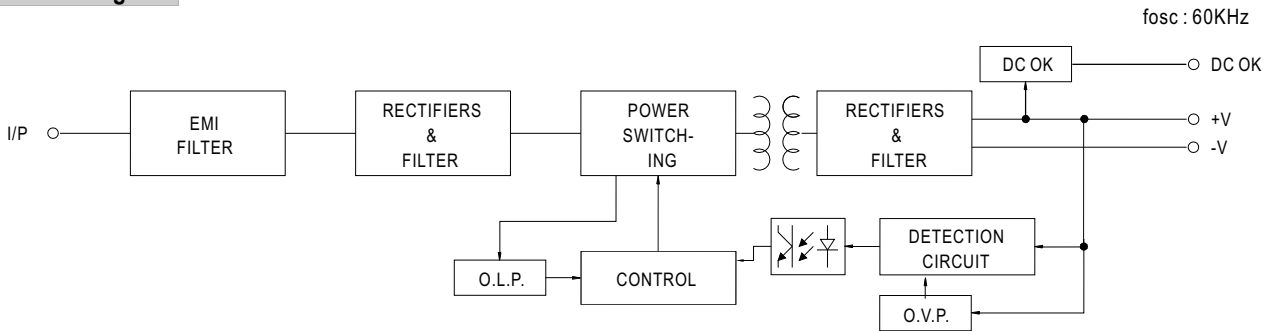 fosc : 60KHz
DC OK
DC OK
I/P
EMI
FILTER
RECTIFIERS
&
FILTER
POWER
SWITCH-
ING
RECTIFIERS
&
FILTER
+V
-V
DETECTION
CIRCUIT
O.L.P.
CONTROL
O.V.P.